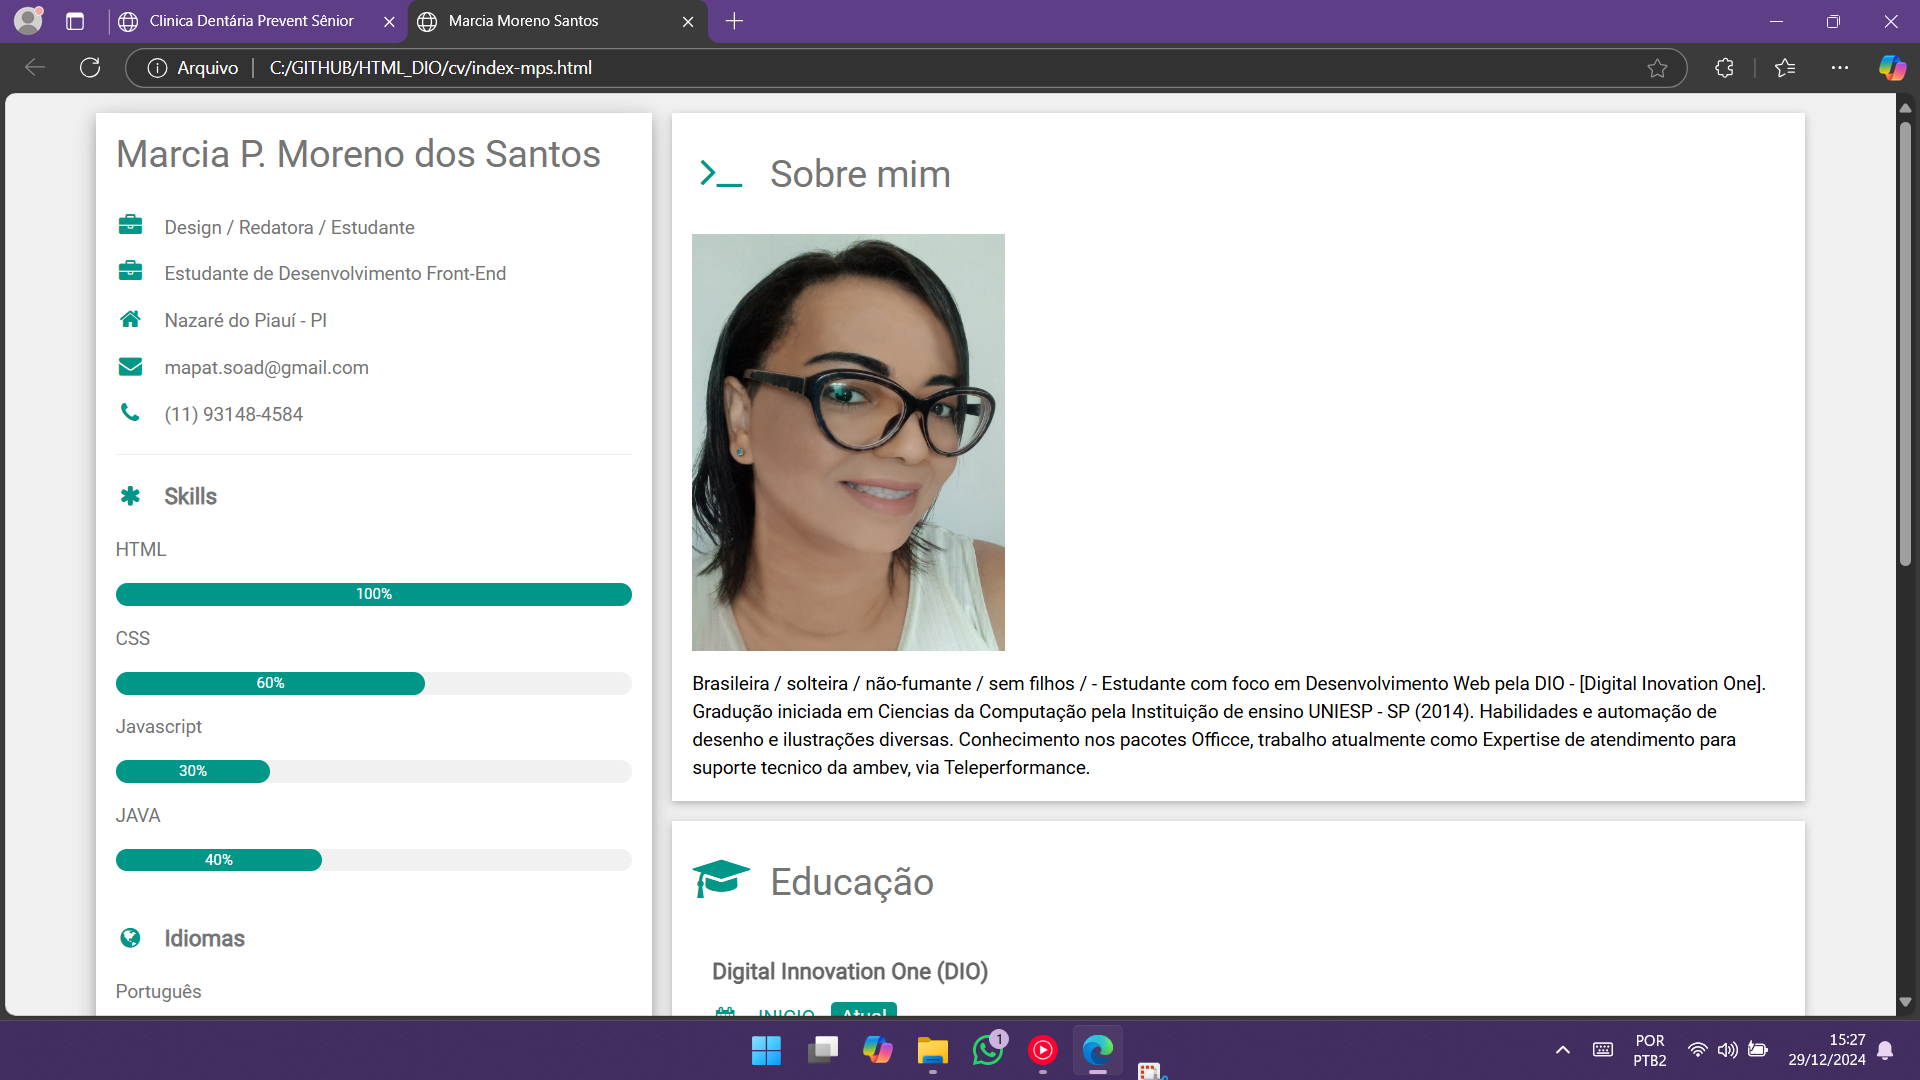 Clinica Dentária Prevent Sênior
Marcia Moreno Santos
Arquivo
C:/GITHUB/HTML_DIO/cv/index-mps.html
Marcia P. Moreno dos Santos
Design / Redatora / Estudante
Estudante de Desenvolvimento Front-End
Nazaré do Piauí - PI
mapat.soad@gmail.com
(11) 93148-4584
Skills
HTML
100%
CSS
60%
Javascript
30%
JAVA
40%
Idiomas
Português
Sobre mim
Brasileira / solteira / não-fumante / sem filhos / - Estudante com foco em Desenvolvimento Web pela DIO - [Digital Inovation One].
Gradução iniciada em Ciencias da Computação pela Instituição de ensino UNIESP - SP (2014). Habilidades e automação de
desenho e ilustrações diversas. Conhecimento nos pacotes Officce, trabalho atualmente como Expertise de atendimento para
suporte tecnico da ambev, via Teleperformance.
Educação
Digital Innovation One (DIO)
INICIO Atual
1
POR
PTB2
15:27
29/12/2024